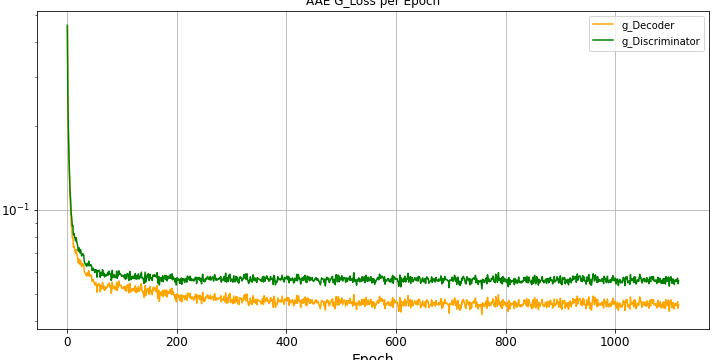 AAE G_Loss per Epoch
g_Decoder
g_Discriminator
10⁻¹
0 200 400 600 800 1000
Epoch